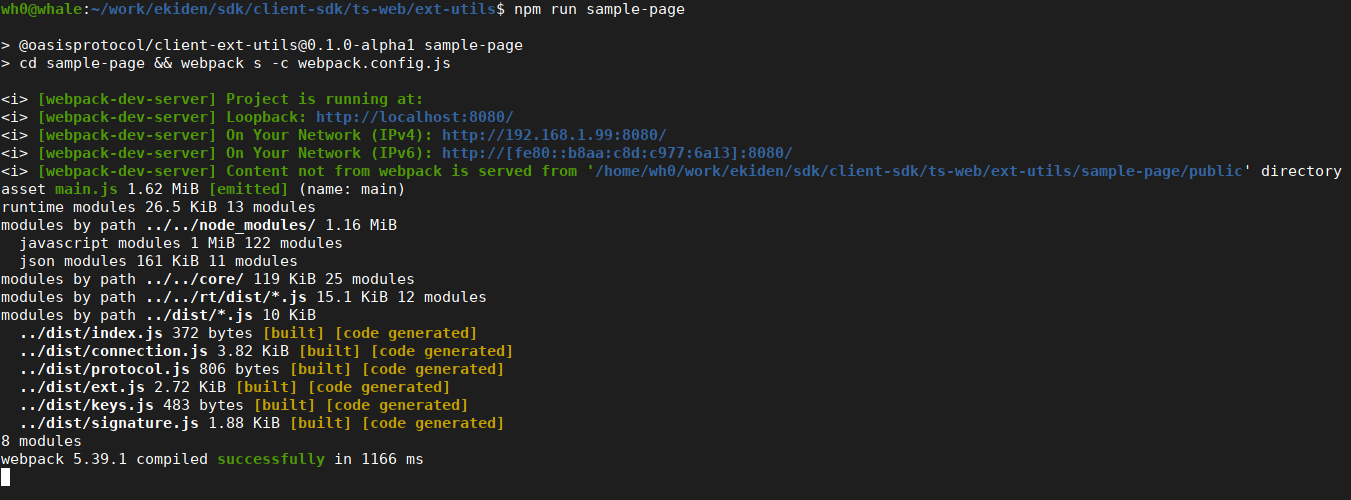 wh0@whale:~/work/ekiden/sdk/client-sdk/ts-web/ext-utils$ npm run sample-page
> @oasisprotocol/client-ext-utils@0.1.0-alpha1 sample-page
> cd sample-page && webpack s -c webpack.config.js
<i> [webpack-dev-server] Project is running at:
<i> [webpack-dev-server] Loopback: http://localhost:8080/
<i> [webpack-dev-server] On Your Network (IPv4): http://192.168.1.99:8080/
<i> [webpack-dev-server] On Your Network (IPv6): http://[fe80::b8aa:c8d:c977:6a13]:8080/
<i> [webpack-dev-server] Content not from webpack is served from '/home/wh0/work/ekiden/sdk/client-sdk/ts-web/ext-utils/sample-page/public' directory
asset main.js 1.62 MiB [emitted] (name: main)
runtime modules 26.5 KiB 13 modules
modules by path ../../node_modules/ 1.16 MiB
  javascript modules 1 MiB 122 modules
  json modules 161 KiB 11 modules
modules by path ../../core/ 119 KiB 25 modules
modules by path ../../rt/dist/*.js 15.1 KiB 12 modules
modules by path ../dist/*.js 10 KiB
  ../dist/index.js 372 bytes [built] [code generated]
  ../dist/connection.js 3.82 KiB [built] [code generated]
  ../dist/protocol.js 806 bytes [built] [code generated]
  ../dist/ext.js 2.72 KiB [built] [code generated]
  ../dist/keys.js 483 bytes [built] [code generated]
  ../dist/signature.js 1.88 KiB [built] [code generated]
8 modules
webpack 5.39.1 compiled successfully in 1166 ms